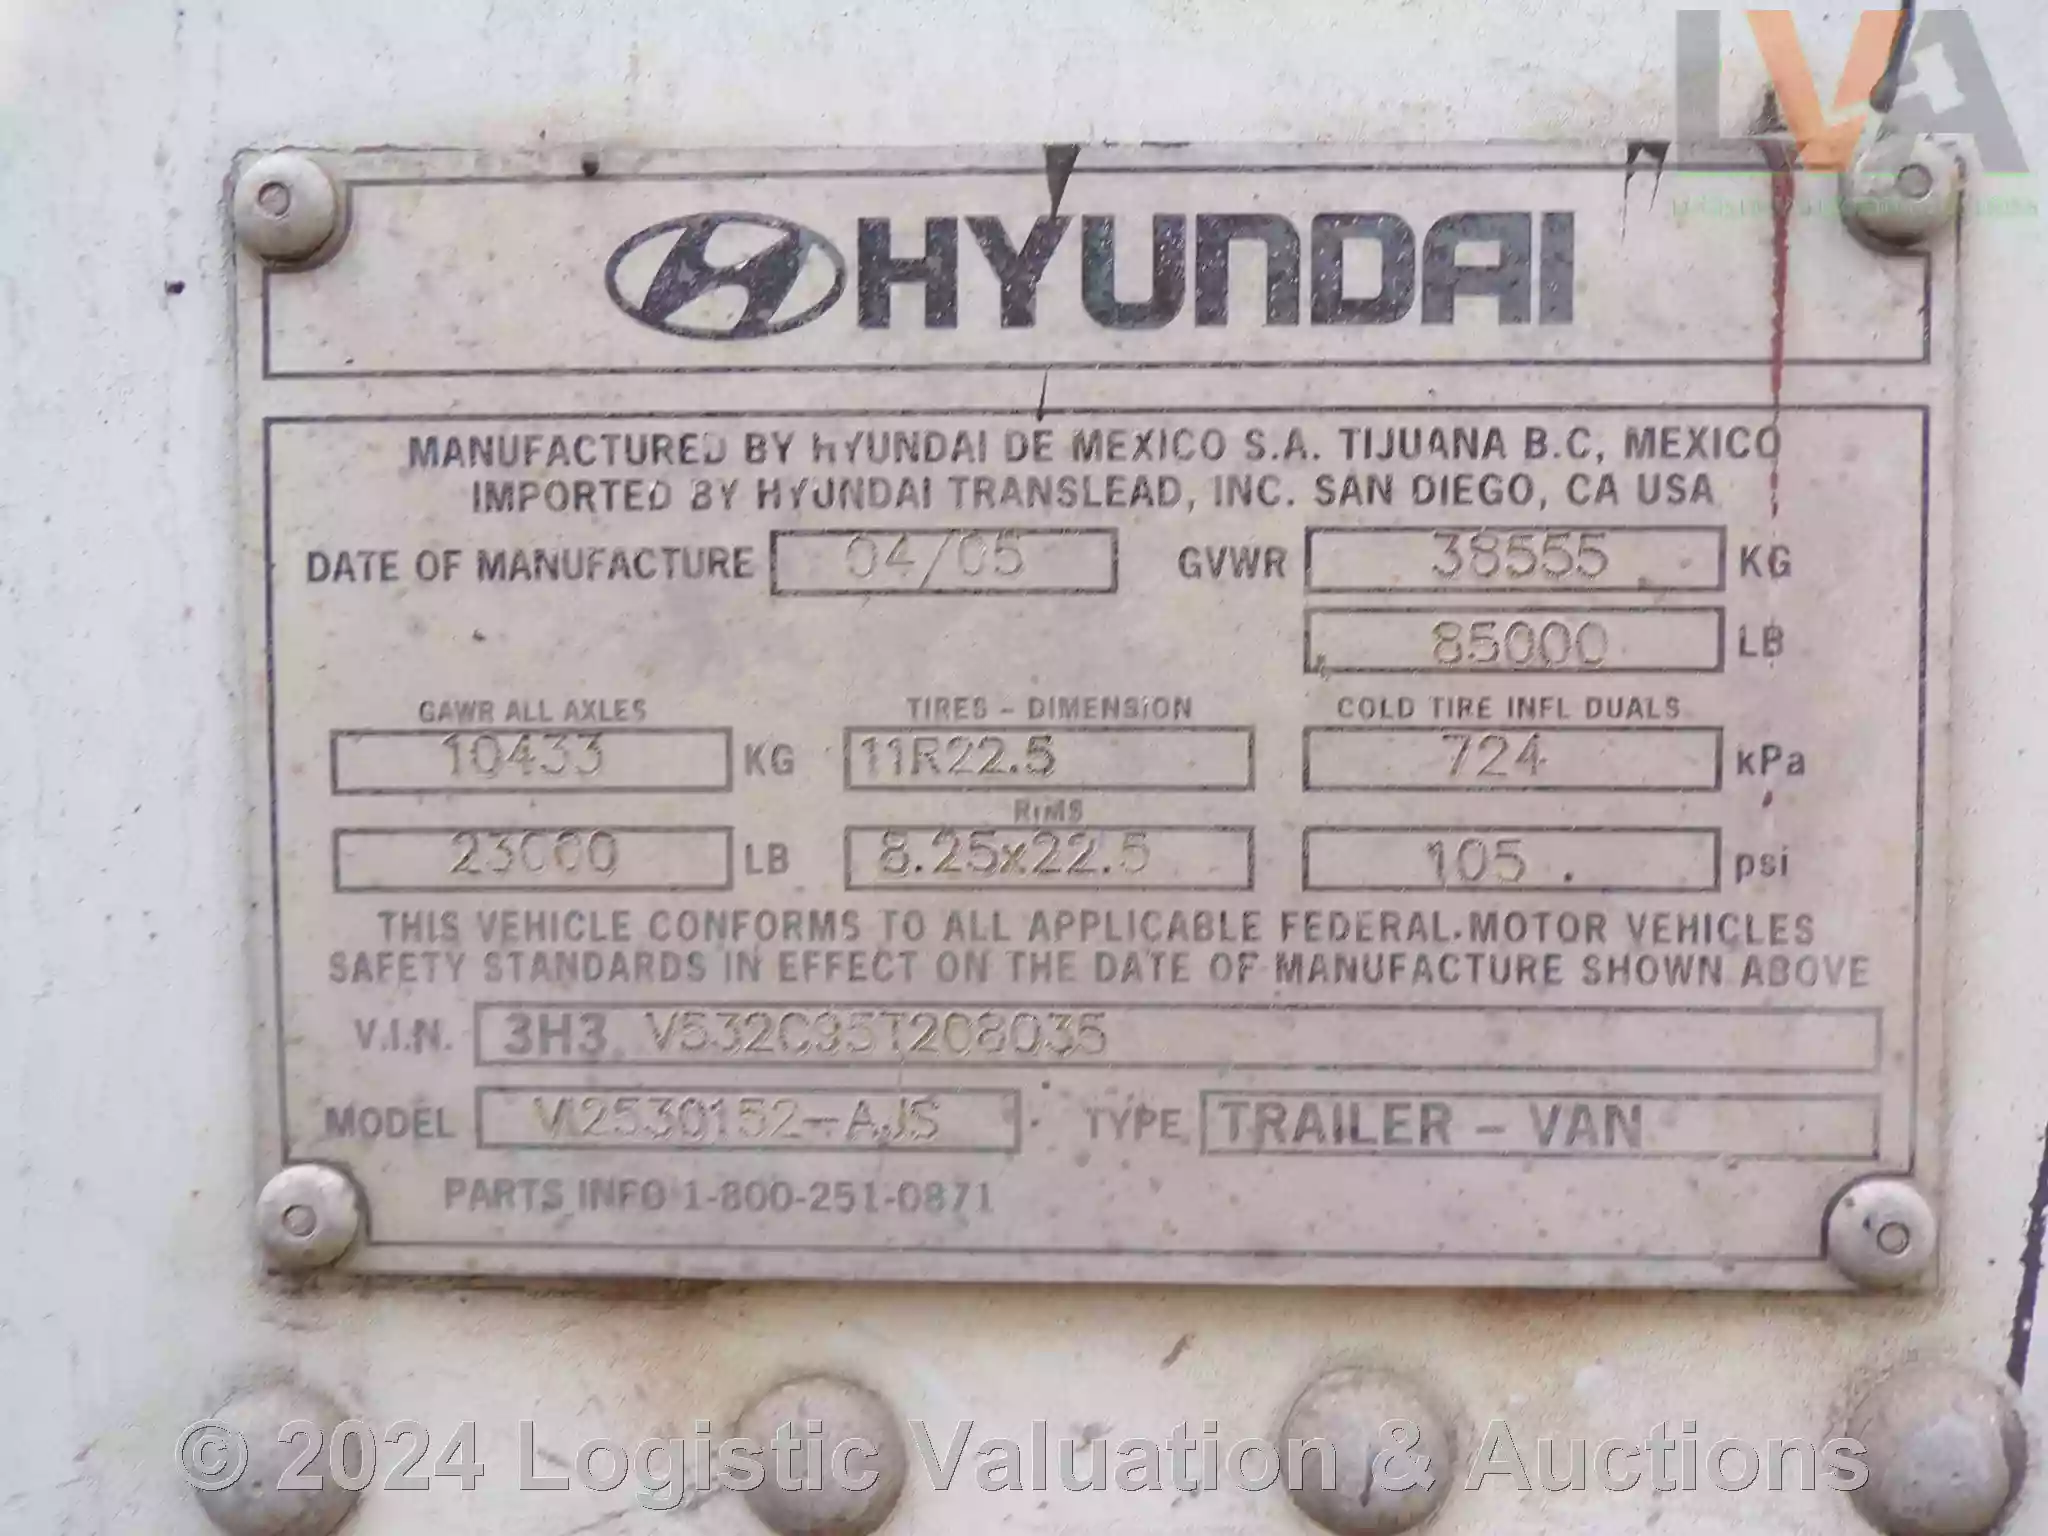 LVA
HYUNDAI
MANUFACTURED BY HYUNDAI DE MEXICO S.A. TIJUANA B.C, MEXICO
IMPORTED BY HYUNDAI TRANSLEAD, INC. SAN DIEGO, CA USA
DATE OF MANUFACTURE 04/05 GVWR 38555 KG
85000 LB
GAWR ALL AXLES TIRES - DIMENSION COLD TIRE INFL DUALS
10433 KG 11R22.5 724 kPa
RIMS
23000 LB 8.25x22.5 105 psi
THIS VEHICLE CONFORMS TO ALL APPLICABLE FEDERAL MOTOR VEHICLES
SAFETY STANDARDS IN EFFECT ON THE DATE OF MANUFACTURE SHOWN ABOVE
V.I.N. 3H3 V532C95T208035
MODEL VI2530152-AJS TYPE TRAILER - VAN
PARTS INFO 1-800-251-0871
© 2024 Logistic Valuation & Auctions